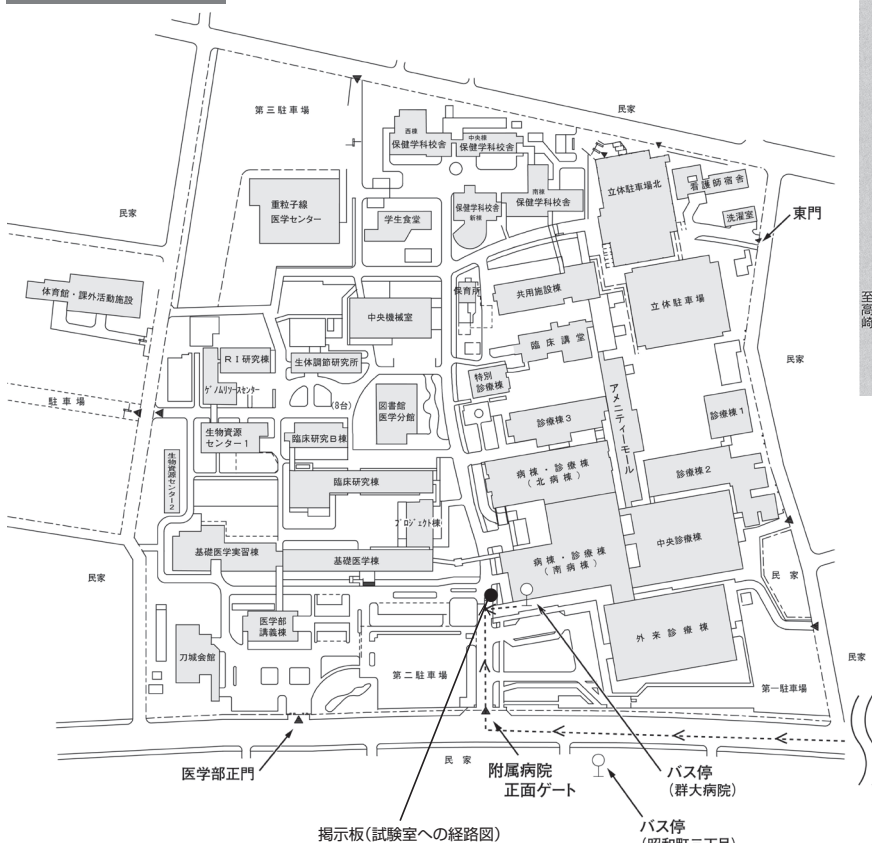 民家
第三駐車場
西棟
保健学科校舎
中央棟
保健学科校舎
民家
重粒子線
医学センター
学生食堂
保健学科校舎
新棟
南棟
保健学科校舎
立体駐車場北
看護師宿舎
洗濯室
東門
至高崎
体育館・課外活動施設
中央機械室
保育所
共用施設棟
立体駐車場
臨床講堂
民家
RI研究棟
生体調節研究所
ゲノムリソースセンター
特別
診療棟
アメニティーモール
駐車場
(8台)
図書館
医学分館
診療棟3
診療棟1
生物資源
センター1
臨床研究B棟
生物資源センター2
臨床研究棟
病棟・診療棟
(北病棟)
診療棟2
プロジェクト棟
基礎医学実習棟
基礎医学棟
病棟・診療棟
(南病棟)
中央診療棟
民家
民家
医学部
講義棟
刀城会館
外来診療棟
第二駐車場
第一駐車場
民家
医学部正門
民家
附属病院
正面ゲート
バス停
(群大病院)
掲示板(試験室への経路図)
バス停
(昭和町二丁目)